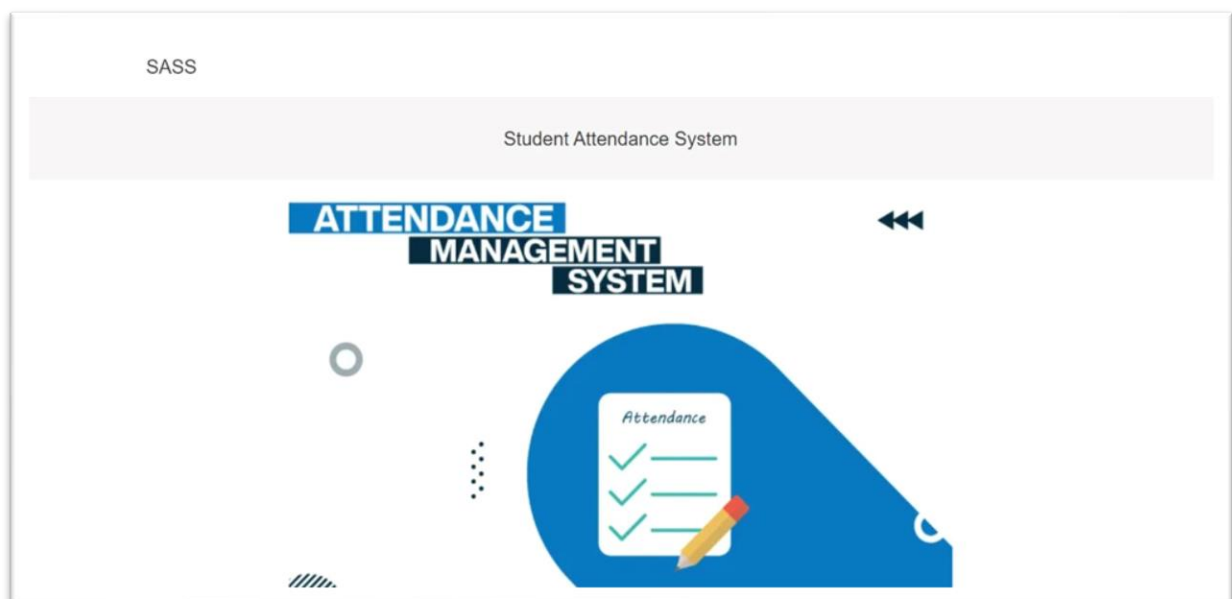 SASS
Student Attendance System
ATTENDANCE
MANAGEMENT
SYSTEM
Attendance